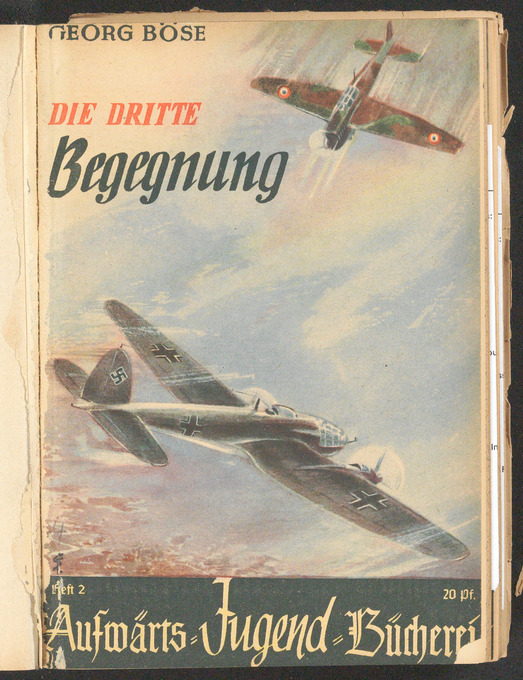 GEORG BÖSE
DIE DRITTE
Begegnung
Heft 2
20 Pf.
Aufwärts-Jugend-Bücherei